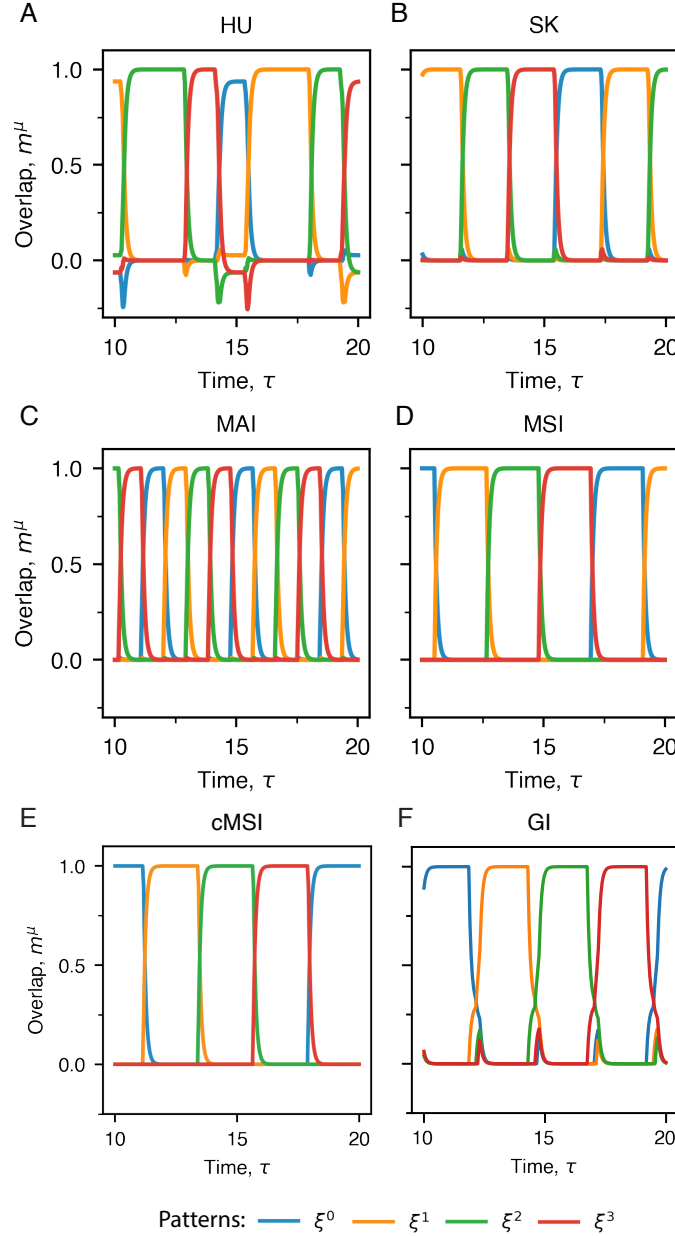 A
HU
B
SK
Overlap, m^μ
1.0
0.5
0.0
10
15
20
10
15
20
Time, τ
Time, τ
C
MAI
D
MSI
Overlap, m^μ
1.0
0.5
0.0
10
15
20
10
15
20
Time, τ
Time, τ
E
cMSI
F
GI
Overlap, m^μ
1.0
0.5
0.0
10
15
20
10
15
20
Time, τ
Time, τ
Patterns: ξ^0 ξ^1 ξ^2 ξ^3